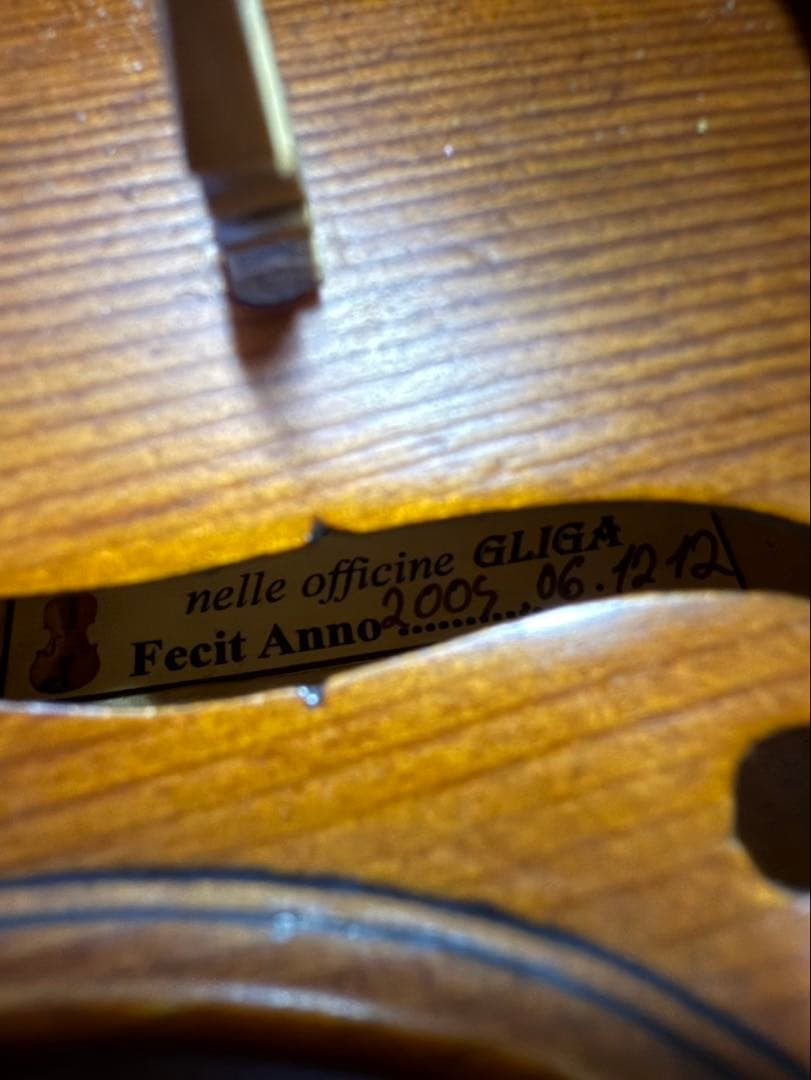 nelle officine GLIGA
Fecit Anno 2005 06.12 12